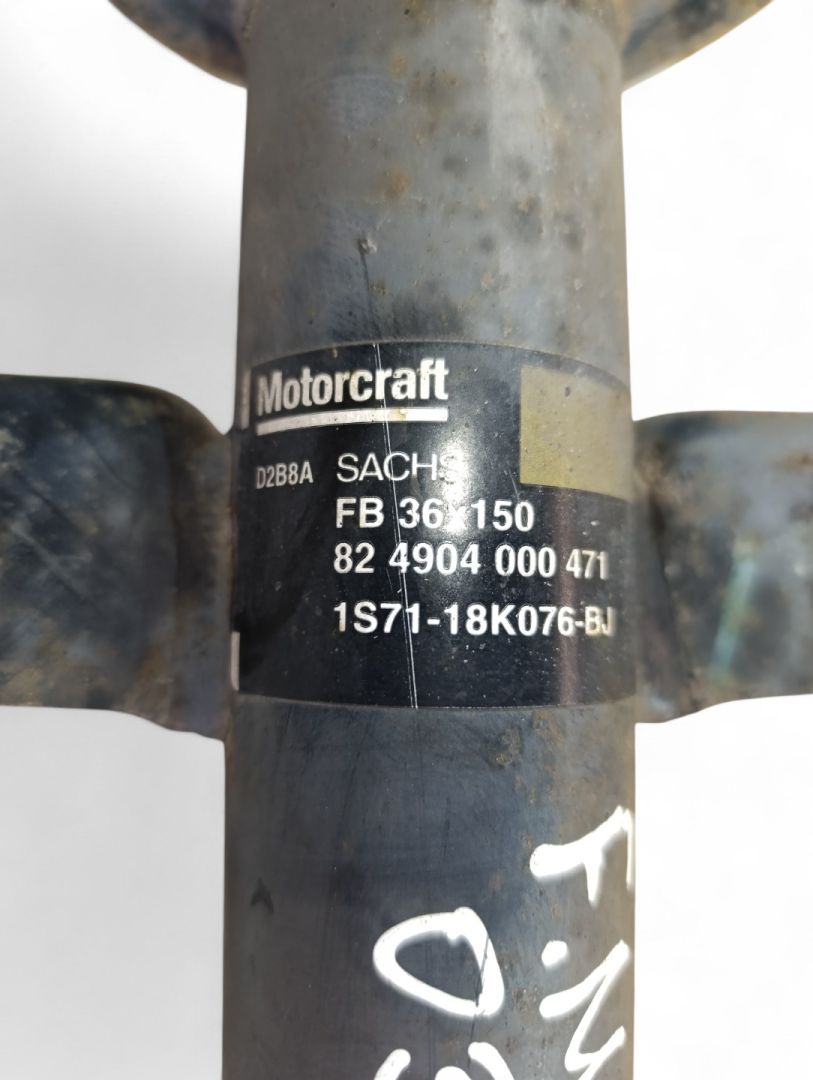 Motorcraft
D2B8A SACHS
FB 36x150
82 4904 000 471
1S71-18K076-BJ
F.M